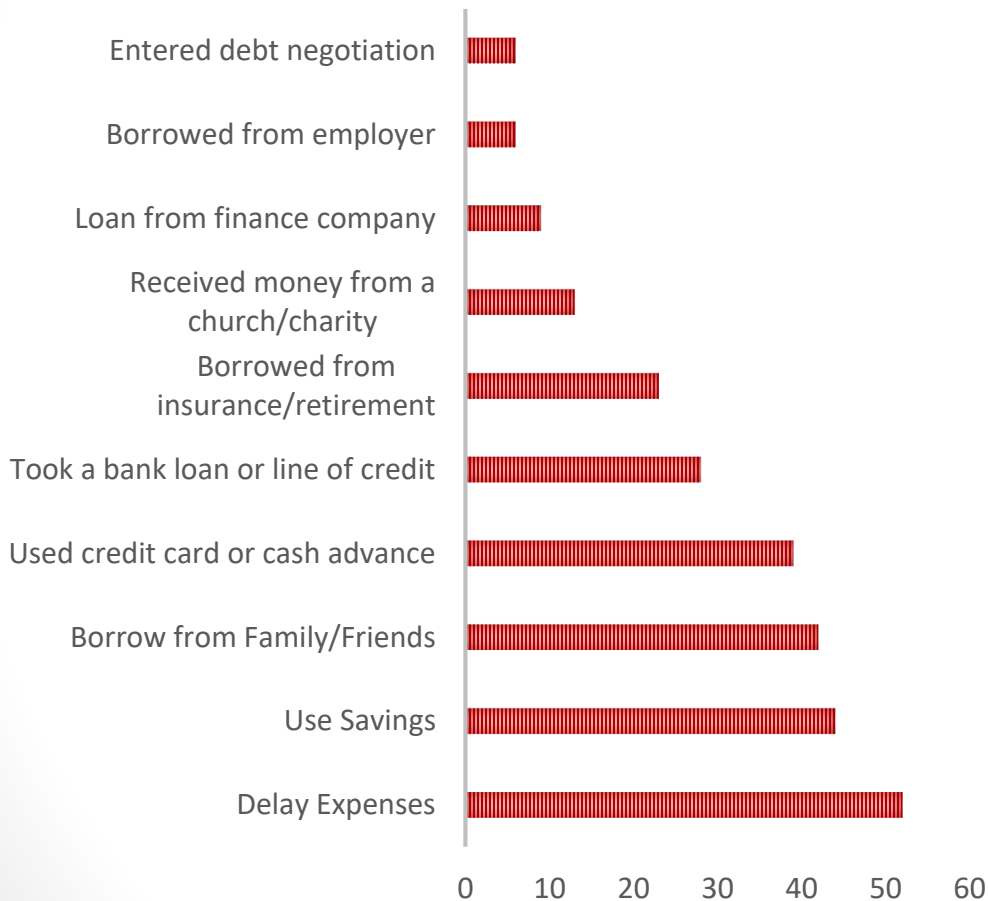 Entered debt negotiation
Borrowed from employer
Loan from finance company
Received money from a
church/charity
Borrowed from
insurance/retirement
Took a bank loan or line of credit
Used credit card or cash advance
Borrow from Family/Friends
Use Savings
Delay Expenses
0 10 20 30 40 50 60